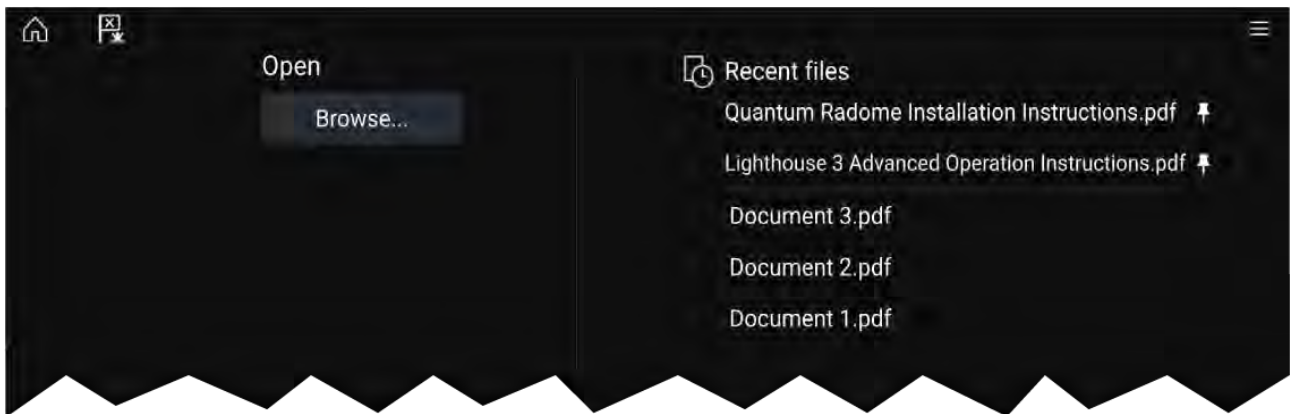 Open
Browse...
Recent files
Quantum Radome Installation Instructions.pdf
Lighthouse 3 Advanced Operation Instructions.pdf
Document 3.pdf
Document 2.pdf
Document 1.pdf